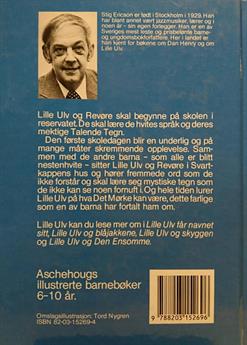 Stig Ericson er født i Stockholm i 1929. Han
har blant annet vært jazzmusiker, lærer og i
noen år – sin egen forlegger. Han er en av
Sveriges mest leste og prisbelønte barne-
og ungdomsbokforfattere. Her i landet er
han kjent for bøkene om Dan Henry og om
Lille Ulv.
Lille Ulv og Revøre skal begynne på skolen i
reservatet. De skal lære de hvites språk og deres
mektige Talende Tegn.
Den første skoledagen blir en underlig og på
mange måter skremmende opplevelse. Sam-
men med de andre barna – som alle er blitt
nestenhvite – sitter Lille Ulv og Revøre i Svart-
kappens hus og hører fremmede ord som de
ikke forstår og skal lære seg mystiske tegn som
de ikke kan se noen fornuft i. Og hele tiden lurer
Lille Ulv på hva Det Mørke kan være, dette farlige
som en av barna har fortalt ham om.
Lille Ulv kan du lese mer om i Lille Ulv får navnet
sitt, Lille Ulv og blåjakkene, Lille Ulv og skyggen
og Lille Ulv og Den Ensomme.
Aschehougs
illustrerte barnebøker
6-10 år.
Omslagsillustrasjon: Tord Nygren
ISBN 82-03-15269-4
9 788203 152696